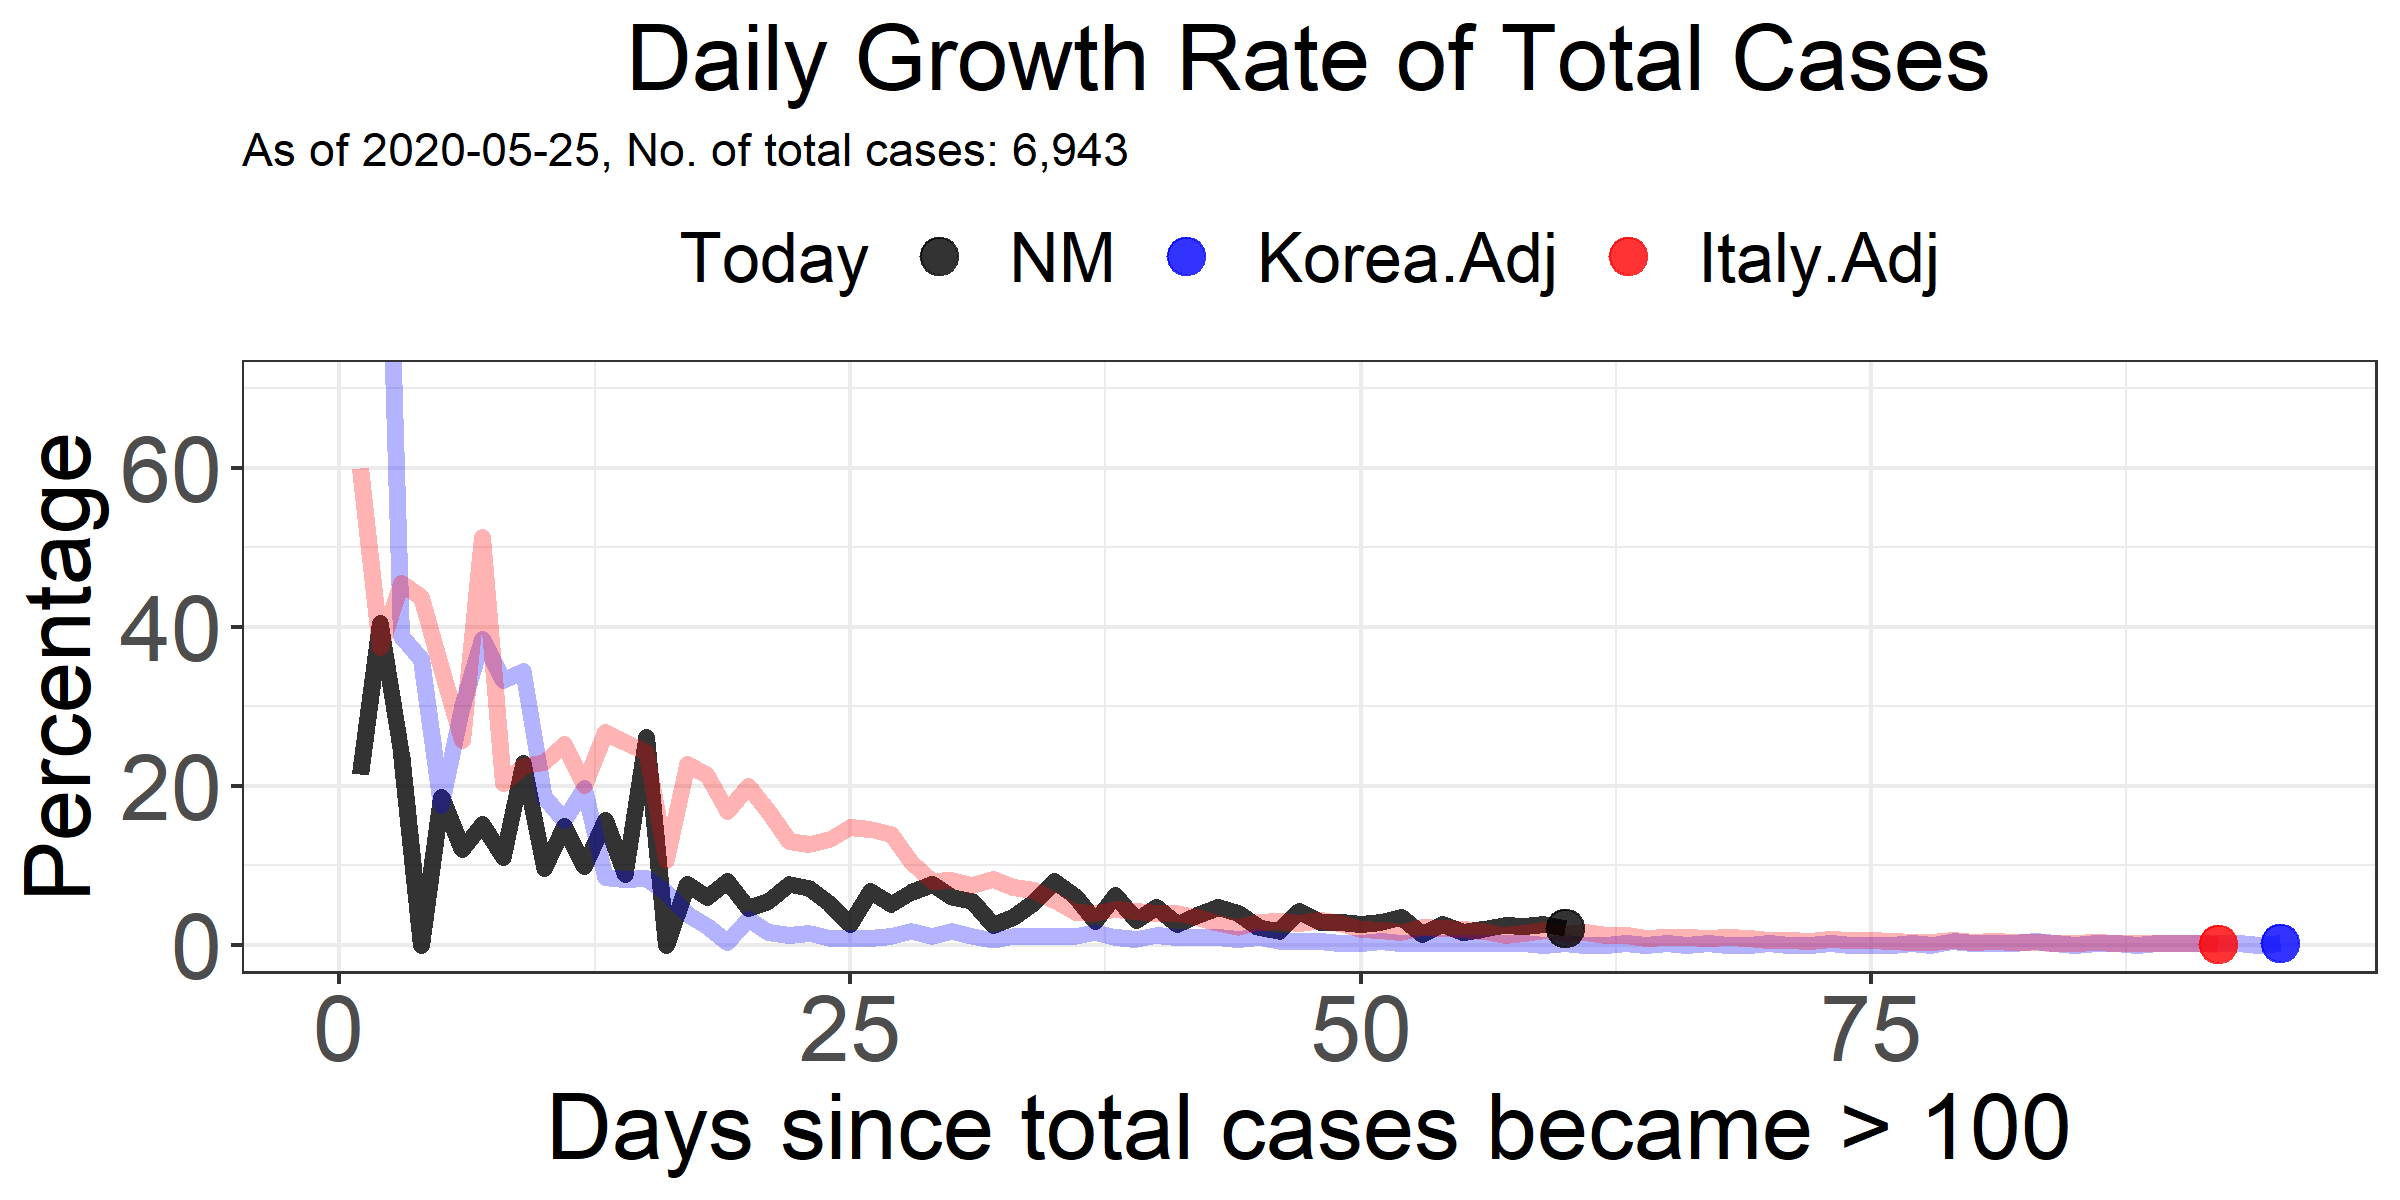 Daily Growth Rate of Total Cases
As of 2020-05-25, No. of total cases: 6,943
Today NM Korea.Adj Italy.Adj
Percentage
60
40
20
0
0 25 50 75
Days since total cases became > 100